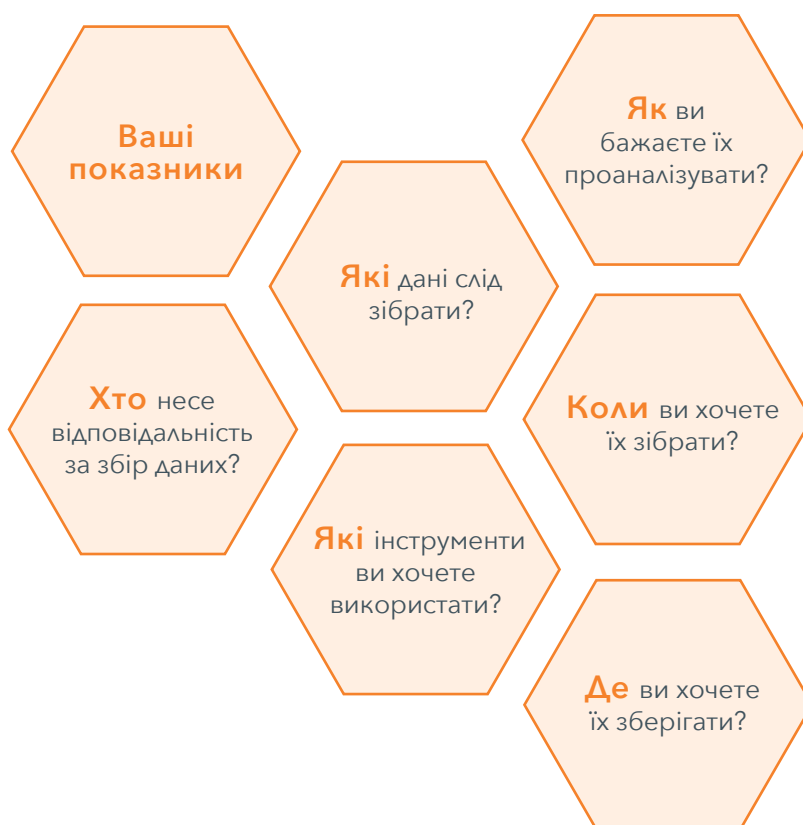 Ваші
показники
Як ви
бажаєте їх
проаналізувати?
Які дані слід
зібрати?
Хто несе
відповідальність
за збір даних?
Коли ви хочете
їх зібрати?
Які інструменти
ви хочете
використати?
Де ви хочете
їх зберігати?